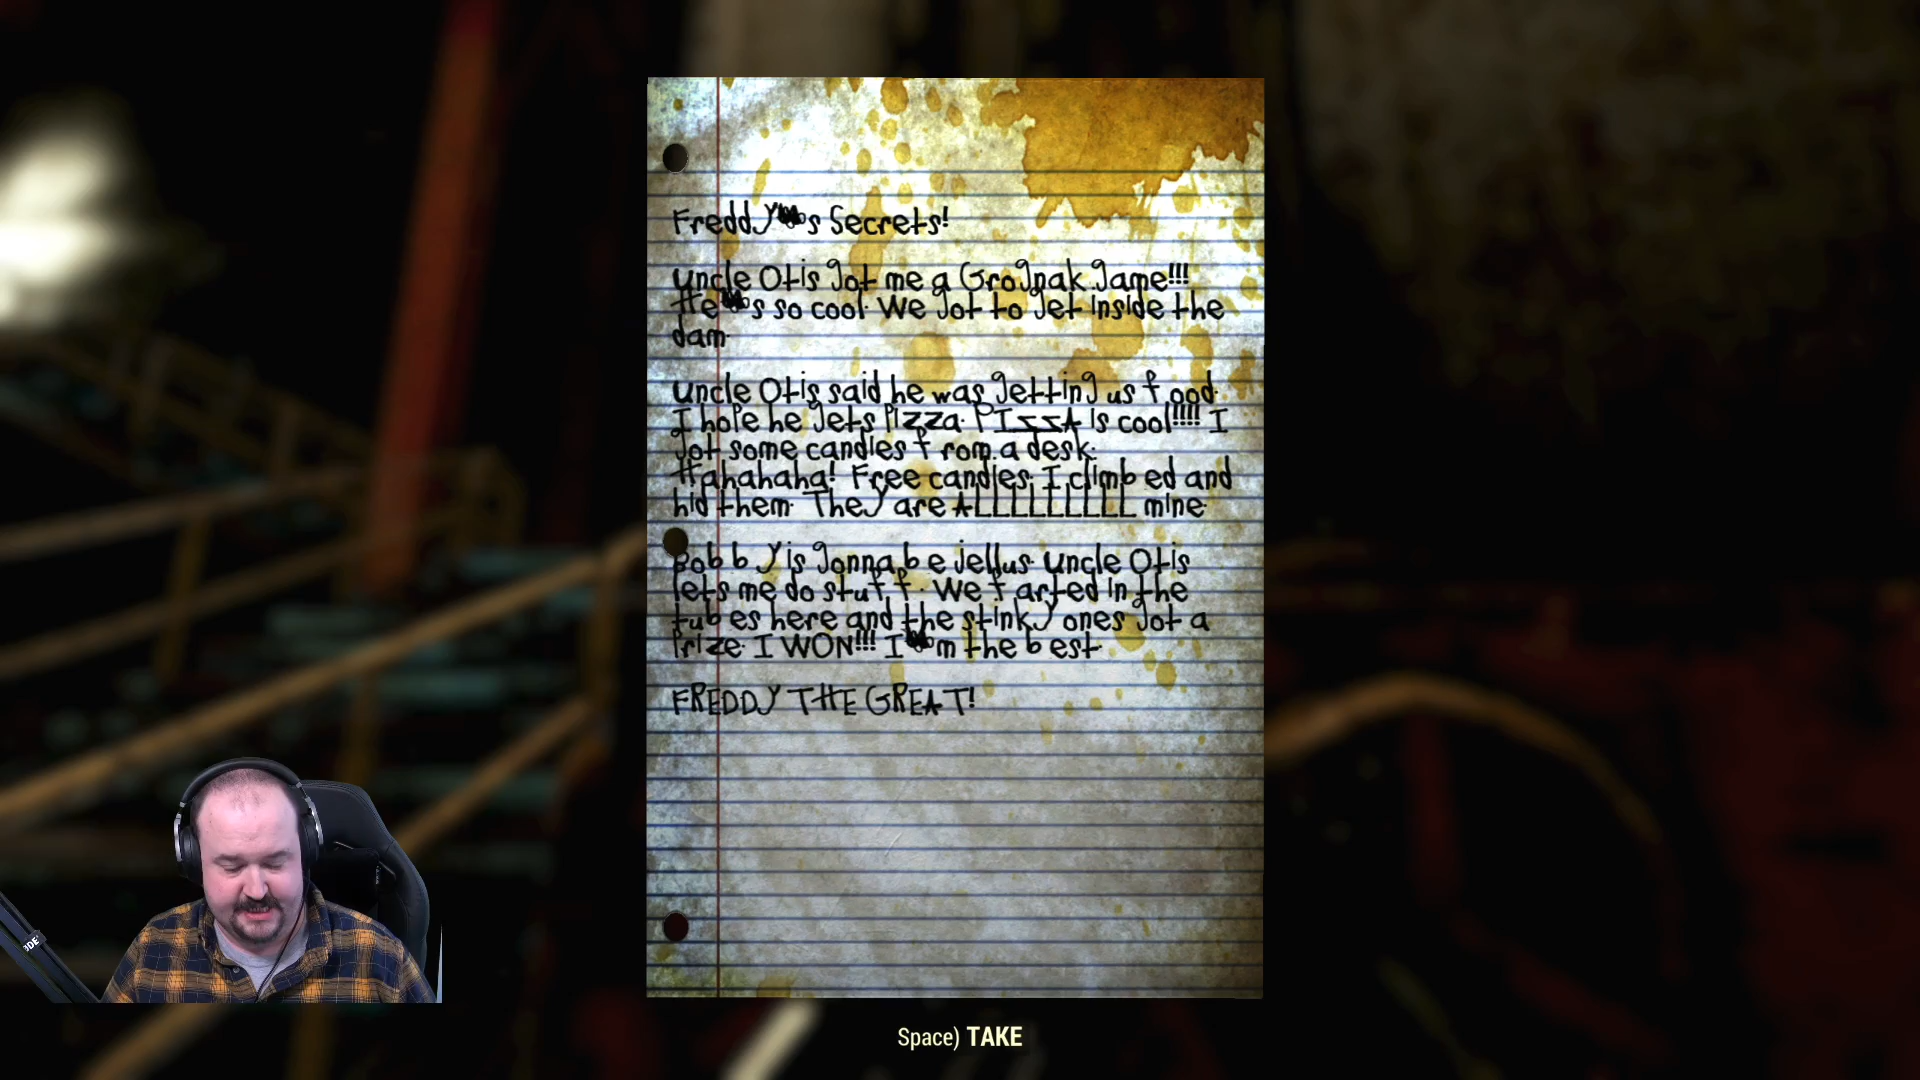 Freddy's Secrets!
Uncle Otis got me a Grognak game!!!
He's so cool. We got to get inside the
dam.
Uncle Otis said he was getting us food.
I hope he gets pizza. PIZZA is cool!!!! I
got some candies from a desk.
Hahahaha! Free candies. I climbed and
hid them. They are ALLLLLLLLL mine.
Bobby is gonna be jellus. Uncle Otis
lets me do stuff. We farted in the
tubes here and the stinky ones got a
prize. I WON!!! I'm the best.
FREDDY THE GREAT!
Space) TAKE